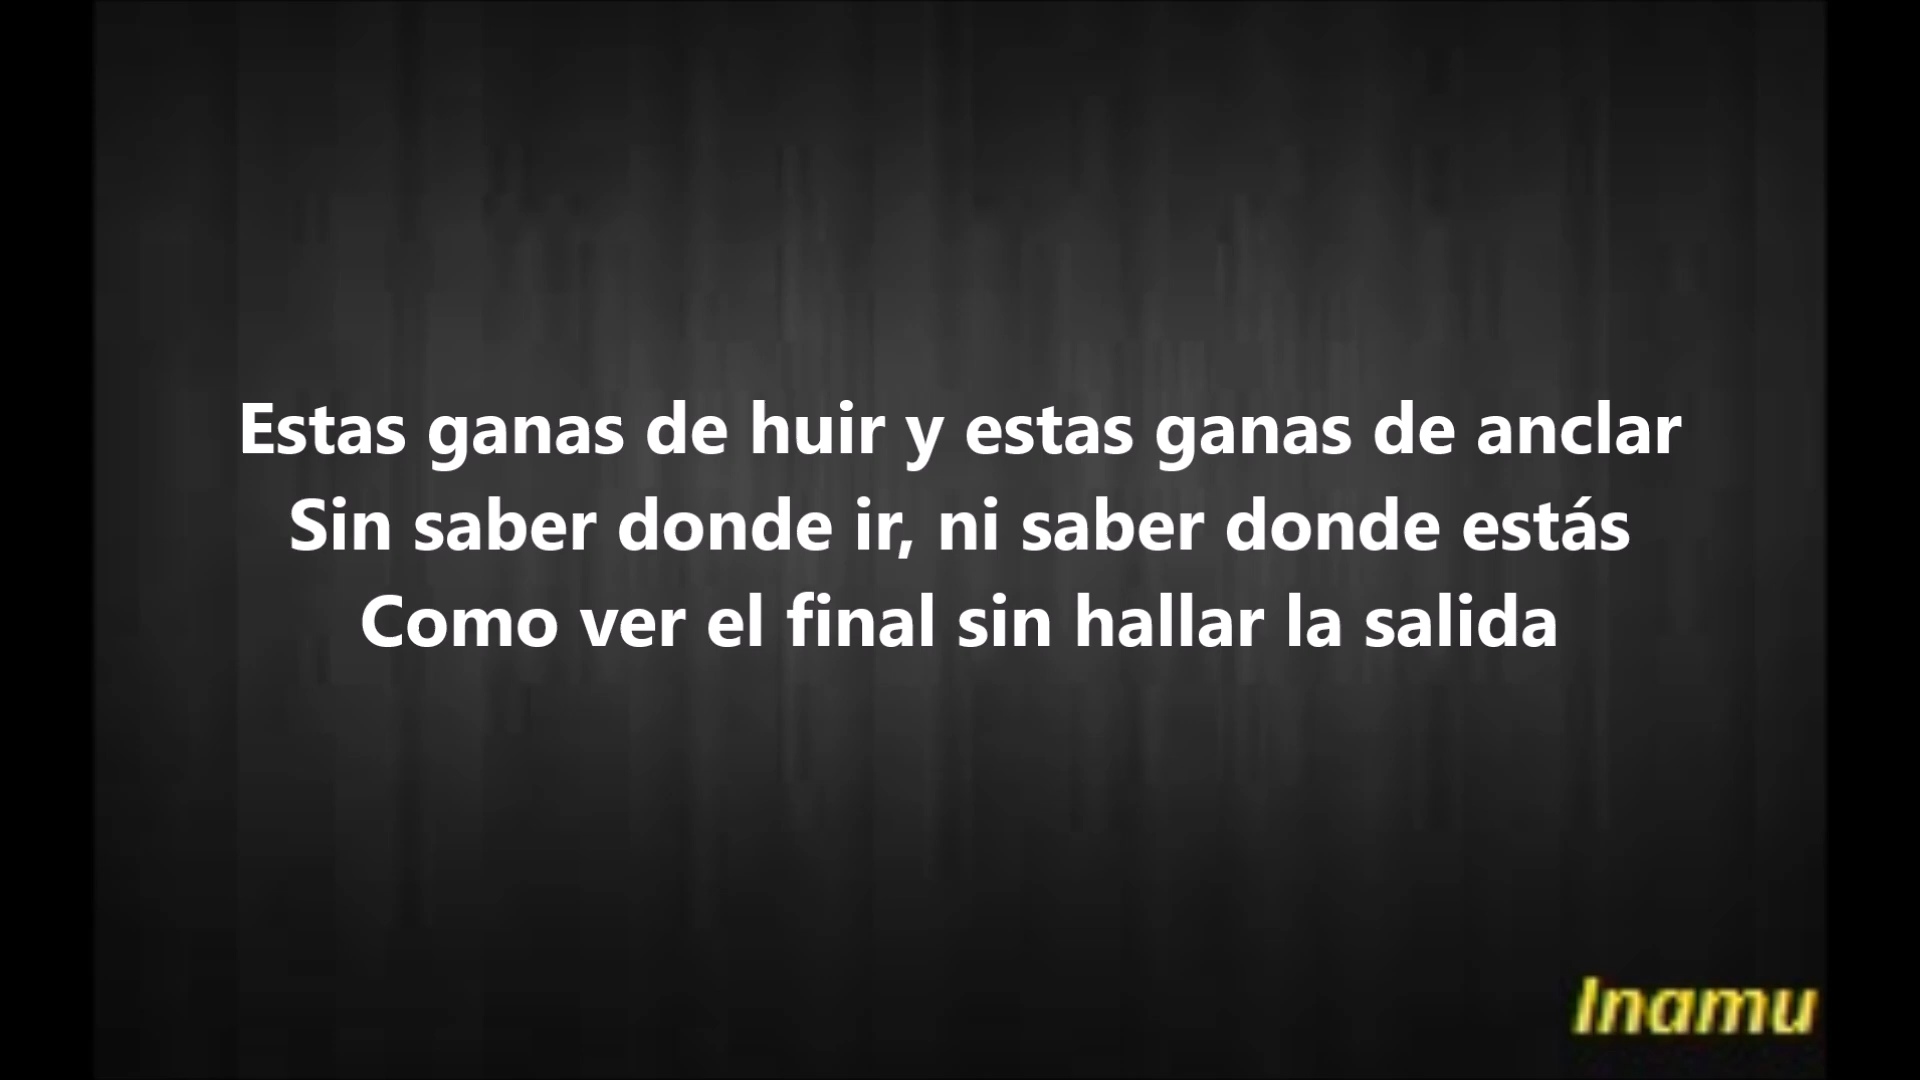 Estas ganas de huir y estas ganas de anclar
Sin saber donde ir, ni saber donde estás
Como ver el final sin hallar la salida
Inamu